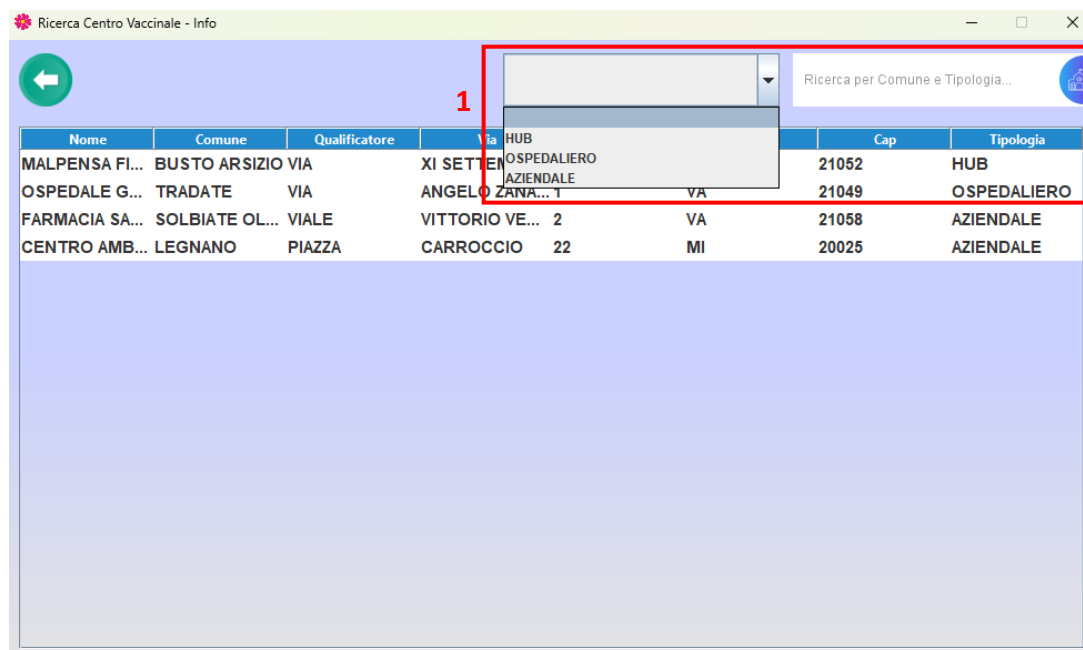 Ricerca Centro Vaccinale - Info
Ricerca per Comune e Tipologia...
1
Nome Comune Qualificatore Via Cap Tipologia
HUB
OSPEDALIERO
AZIENDALE
MALPENSA FI... BUSTO ARSIZIO VIA XI SETTEM 21052 HUB
OSPEDALE G... TRADATE VIA ANGELO ZANA... 1 VA 21049 OSPEDALIERO
FARMACIA SA... SOLBIATE OL... VIALE VITTORIO VE... 2 VA 21058 AZIENDALE
CENTRO AMB... LEGNANO PIAZZA CARROCCIO 22 MI 20025 AZIENDALE